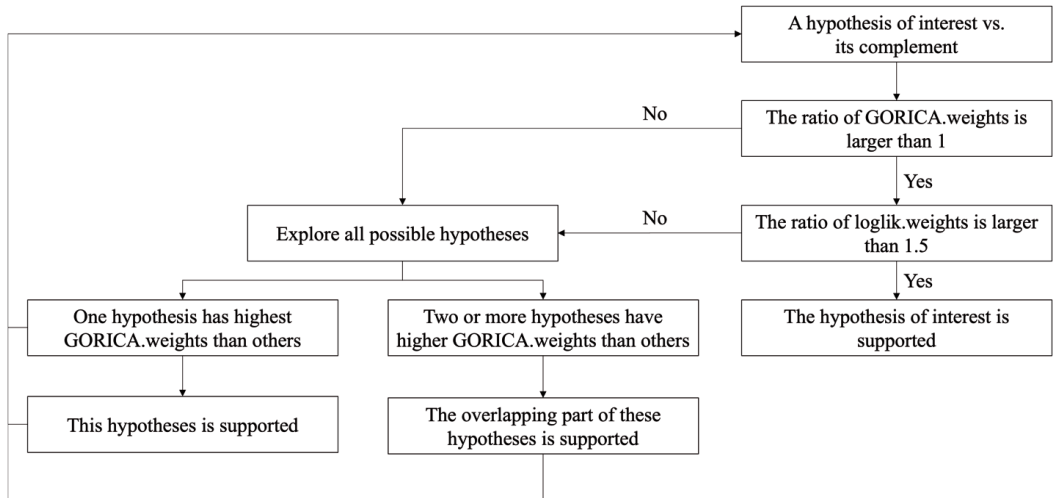 A hypothesis of interest vs.
its complement
No
The ratio of GORICA.weights is
larger than 1
Yes
Explore all possible hypotheses
No
The ratio of loglik.weights is larger
than 1.5
Yes
One hypothesis has highest
GORICA.weights than others
Two or more hypotheses have
higher GORICA.weights than others
The hypothesis of interest is
supported
This hypotheses is supported
The overlapping part of these
hypotheses is supported